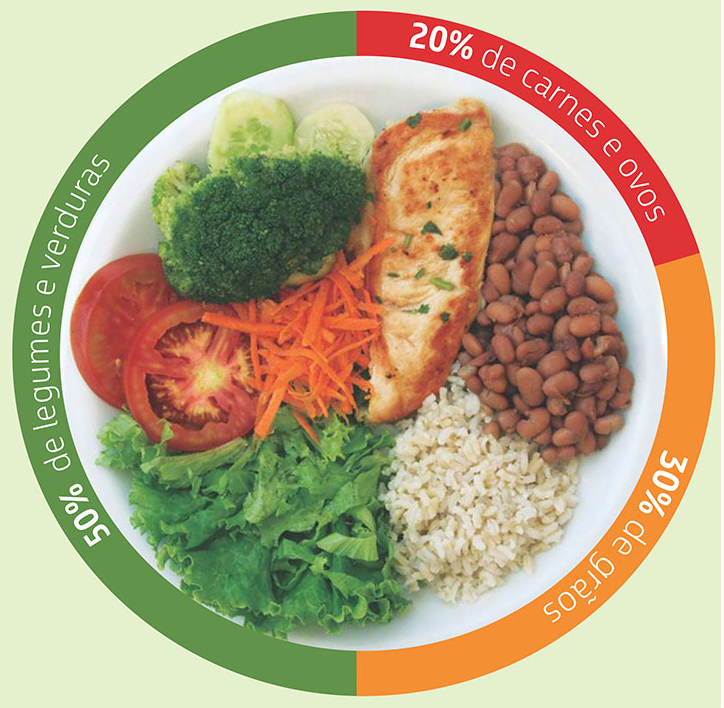 50% de legumes e verduras
20% de carnes e ovos
30% de grãos